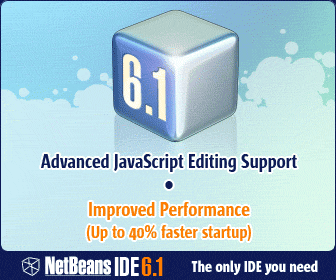 6.1
Advanced JavaScript Editing Support
•
Improved Performance
(Up to 40% faster startup)
NetBeans IDE 6.1 The only IDE you need